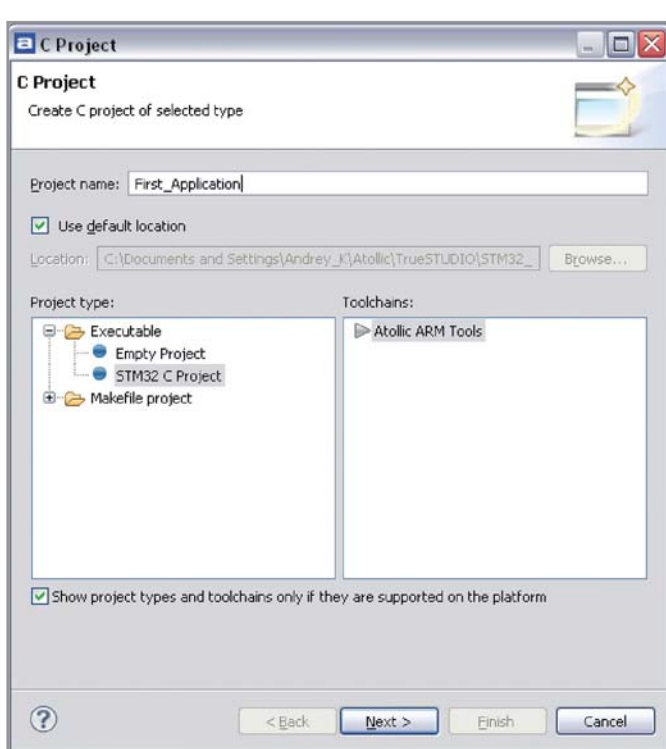 C Project
C Project
Create C project of selected type
Project name: First_Application
Use default location
Location: C:\Documents and Settings\Andrey_K\Atollic\TrueSTUDIO\STM32_ Browse...
Project type: Toolchains:
Executable Atollic ARM Tools
Empty Project
STM32 C Project
Makefile project
Show project types and toolchains only if they are supported on the platform
< Back Next > Finish Cancel